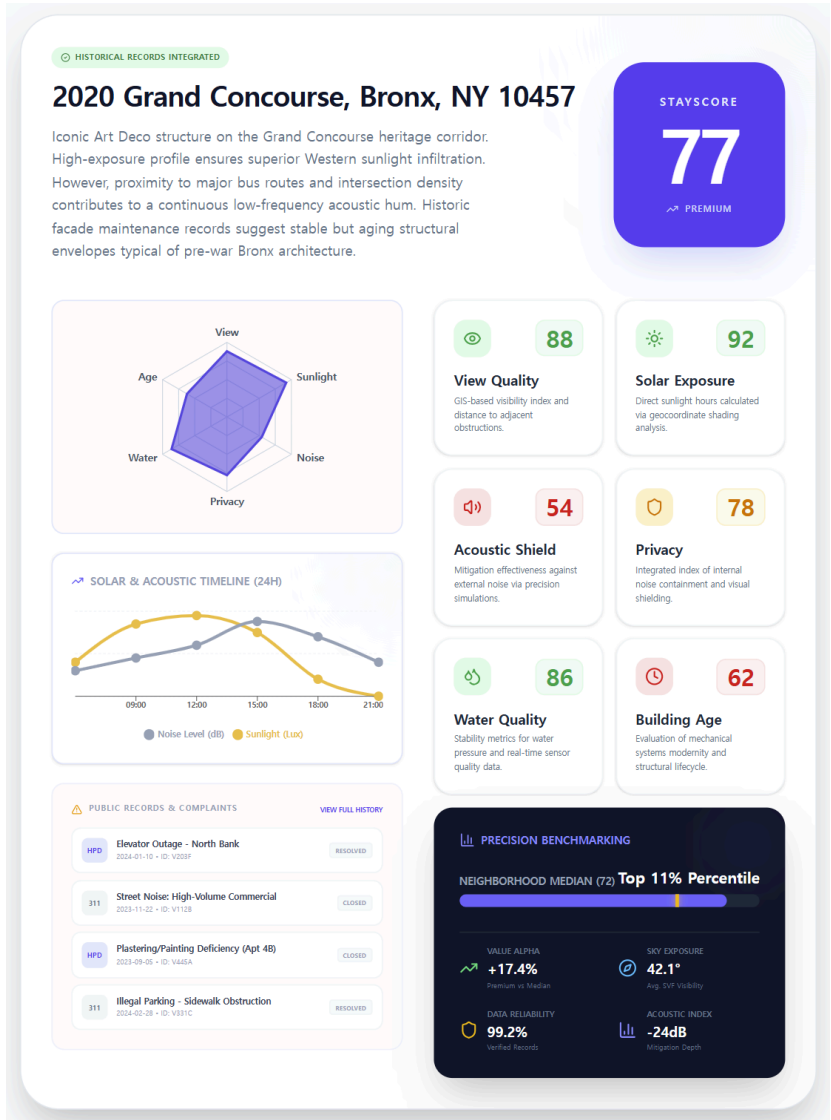 HISTORICAL RECORDS INTEGRATED
2020 Grand Concourse, Bronx, NY 10457
Iconic Art Deco structure on the Grand Concourse heritage corridor.
High-exposure profile ensures superior Western sunlight infiltration.
However, proximity to major bus routes and intersection density
contributes to a continuous low-frequency acoustic hum. Historic
facade maintenance records suggest stable but aging structural
envelopes typical of pre-war Bronx architecture.
STAYSCORE
77
PREMIUM
View
Sunlight
Noise
Privacy
Water
Age
SOLAR & ACOUSTIC TIMELINE (24H)
09:00
12:00
15:00
18:00
21:00
Noise Level (dB)
Sunlight (Lux)
PUBLIC RECORDS & COMPLAINTS
VIEW FULL HISTORY
HPD
Elevator Outage - North Bank
2024-01-10 • ID: V203F
RESOLVED
311
Street Noise: High-Volume Commercial
2023-11-22 • ID: V112B
CLOSED
HPD
Plastering/Painting Deficiency (Apt 4B)
2023-09-05 • ID: V445A
CLOSED
311
Illegal Parking - Sidewalk Obstruction
2024-02-28 • ID: V331C
RESOLVED
88
View Quality
GIS-based visibility index and
distance to adjacent
obstructions.
92
Solar Exposure
Direct sunlight hours calculated
via geocoordinate shading
analysis.
54
Acoustic Shield
Mitigation effectiveness against
external noise via precision
simulations.
78
Privacy
Integrated index of internal
noise containment and visual
shielding.
86
Water Quality
Stability metrics for water
pressure and real-time sensor
quality data.
62
Building Age
Evaluation of mechanical
systems modernity and
structural lifecycle.
PRECISION BENCHMARKING
NEIGHBORHOOD MEDIAN (72)
Top 11% Percentile
VALUE ALPHA
+17.4%
Premium vs Median
SKY EXPOSURE
42.1°
Avg. SVF Visibility
DATA RELIABILITY
99.2%
Verified Records
ACOUSTIC INDEX
-24dB
Mitigation Depth